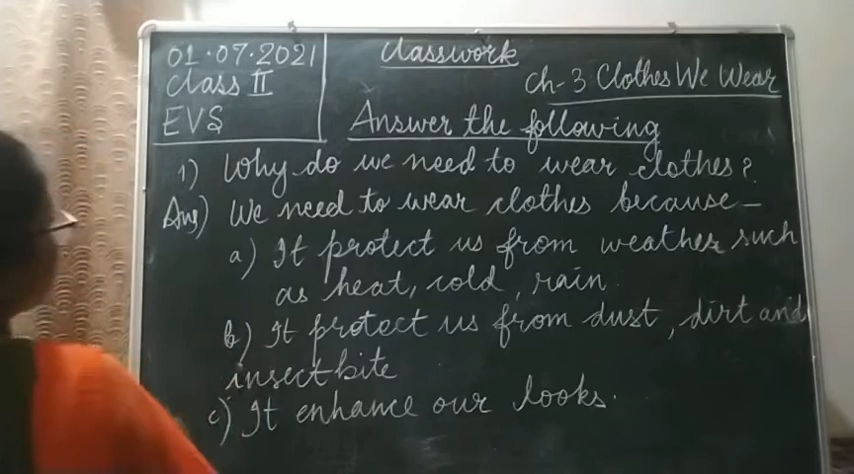 01.07.2021
Class II
EVS
Classwork
Ch-3 Clothes We Wear
Answer the following
1) Why do we need to wear clothes?
Ans) We need to wear clothes because –
a) It protect us from weather such
as heat, cold, rain.
b) It protect us from dust, dirt and
insect bite
c) It enhance our looks.